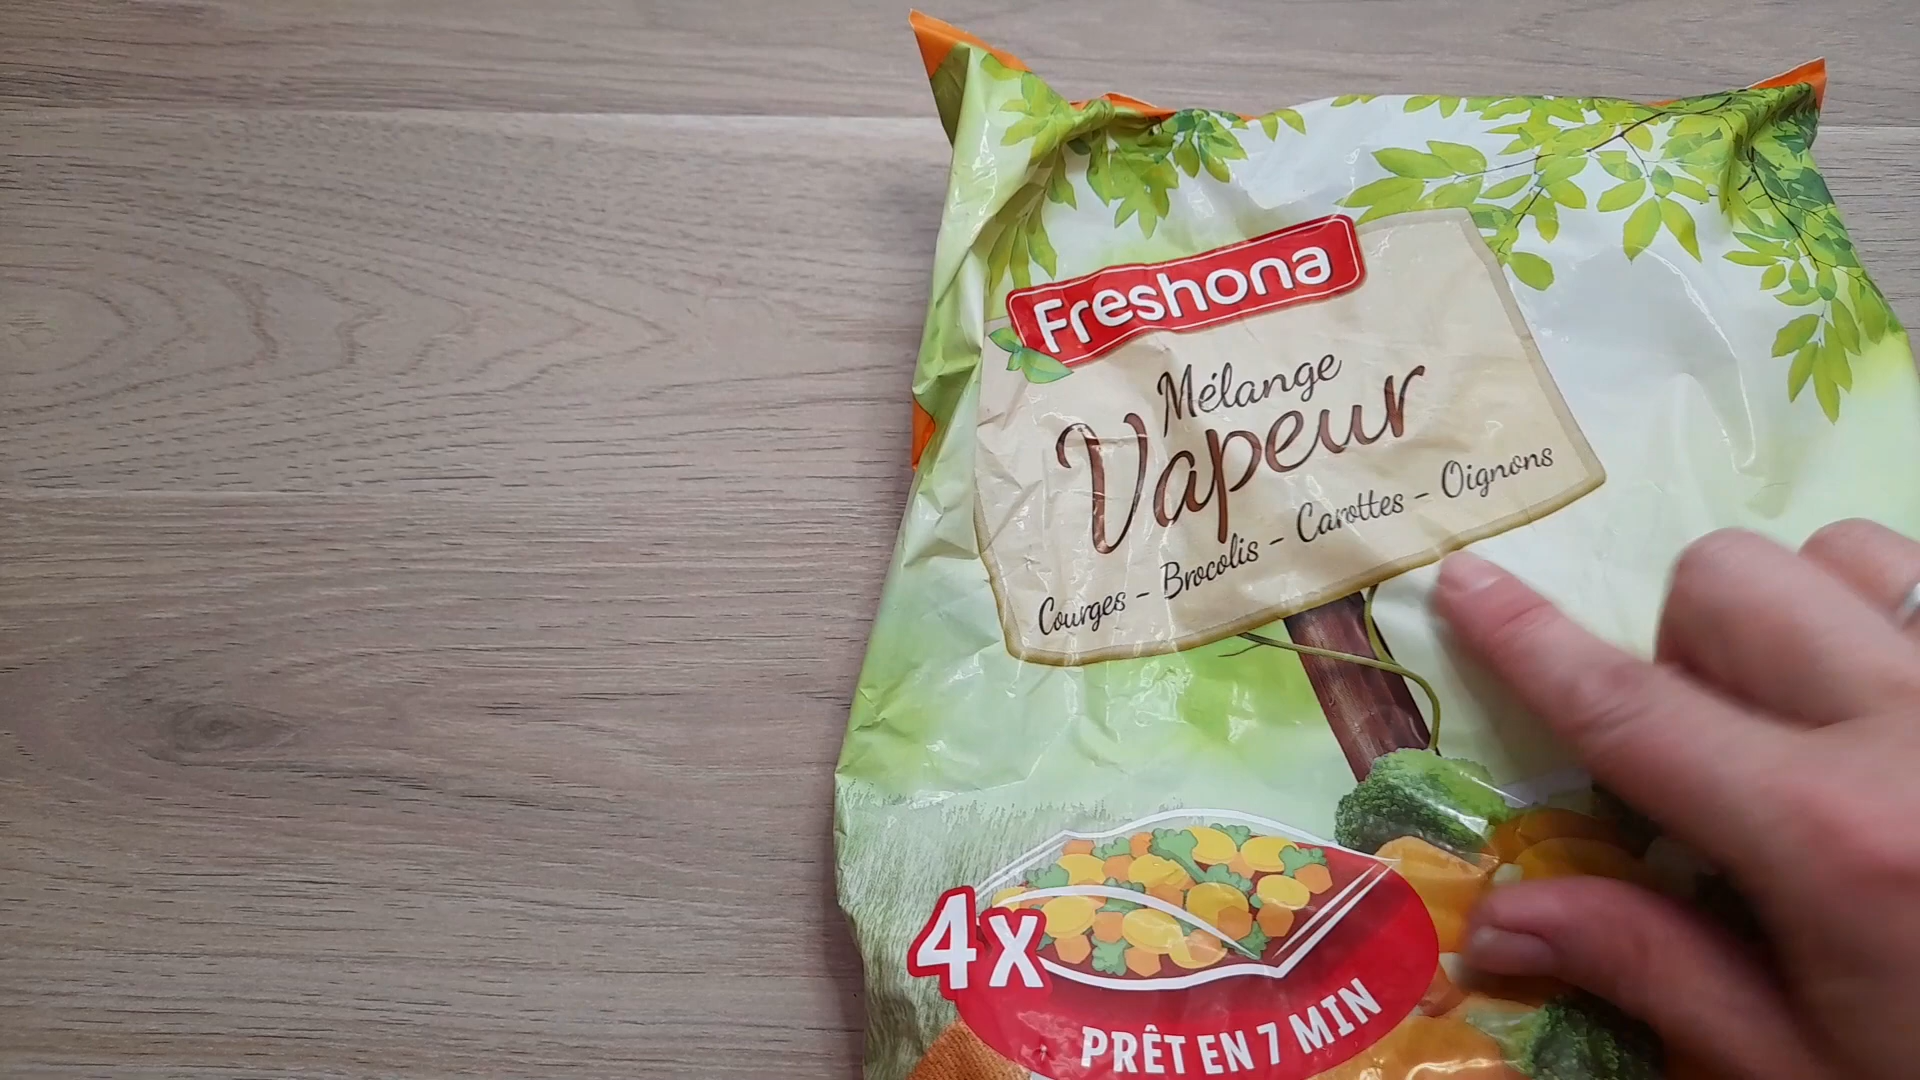 Freshona
Mélange
Vapeur
Courges - Brocolis - Carottes - Oignons
4x
PRÊT EN 7 MIN